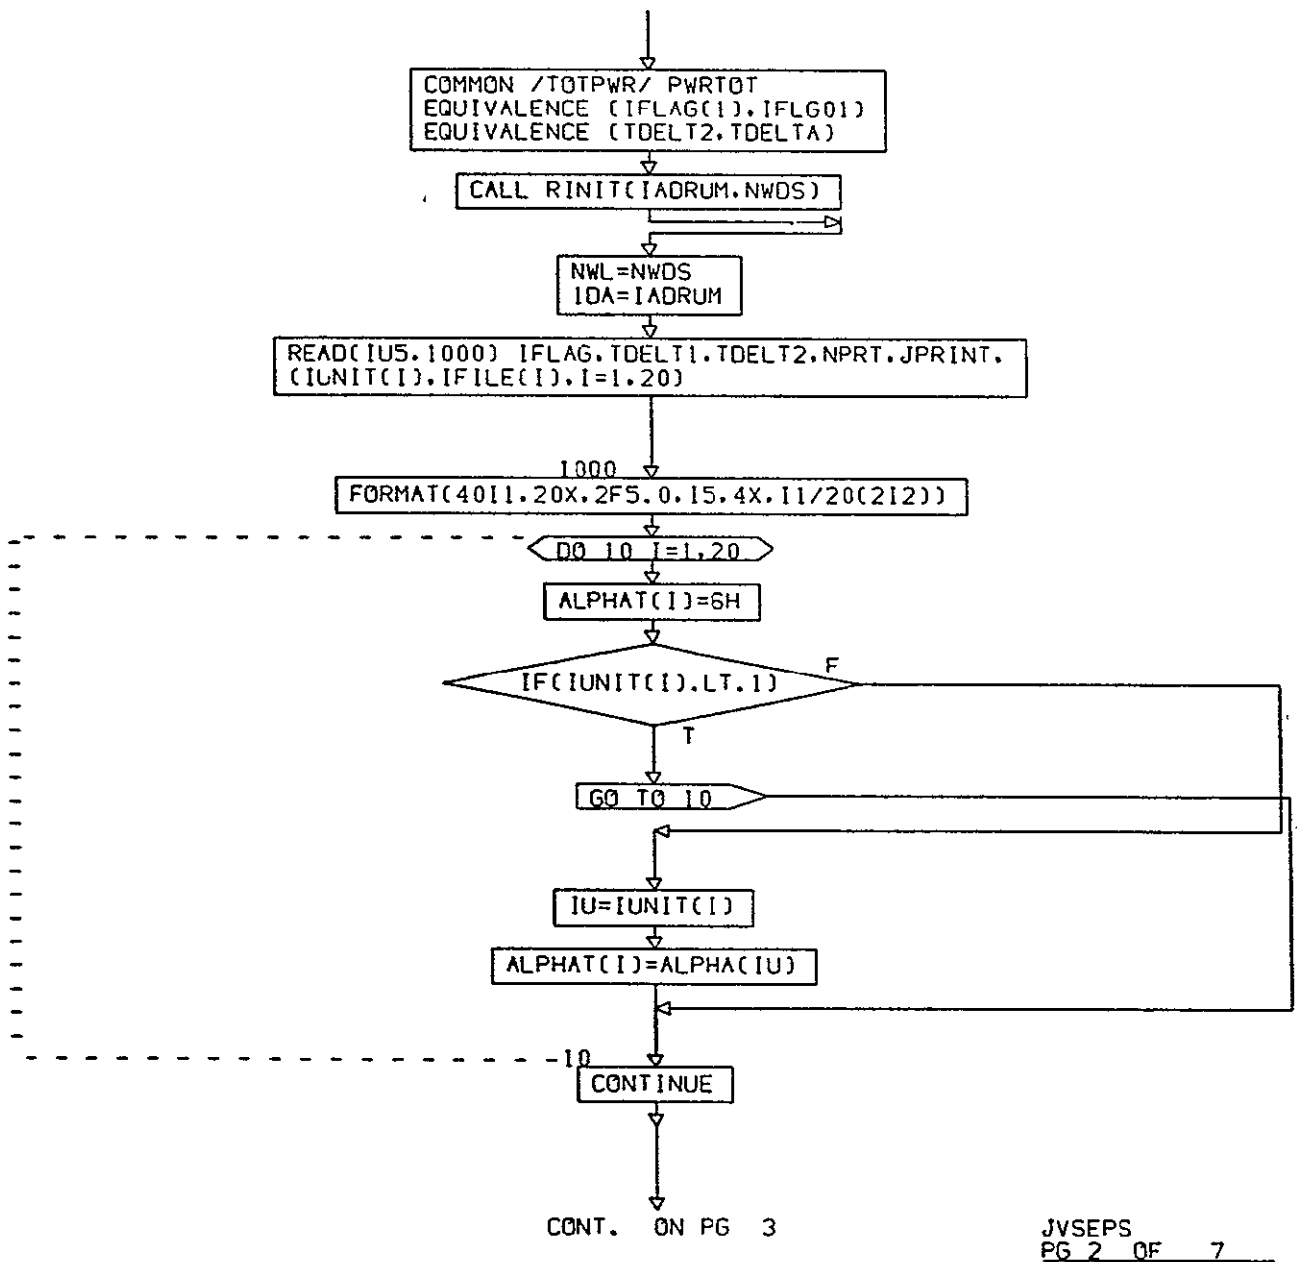 COMMON /TOTPWR/ PWRTOT
EQUIVALENCE (IFLAG(1).IFLG01)
EQUIVALENCE (TDELT2.TDELTA)
CALL RINIT(IADRUM.NWDS)
NWL=NWDS
IDA=IADRUM
READ(IU5.1000) IFLAG.TDELT1.TDELT2.NPRT.JPRINT.
(IUNIT(I).IFILE(I).I=1.20)
1000
FORMAT(40I1.20X.2F5.0.I5.4X.I1/20(2I2))
DO 10 I=1.20
ALPHAT(I)=6H
IF(IUNIT(I).LT.1)
F
T
GO TO 10
IU=IUNIT(I)
ALPHAT(I)=ALPHA(IU)
10
CONTINUE
CONT. ON PG 3
JVSEPS
PG 2 OF 7